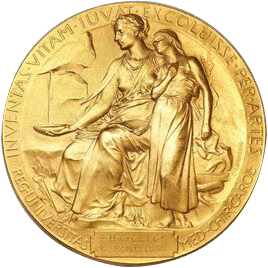 INVENTAS·VITAM·IUVAT·EXCOLUISSE·PER·ARTES
REG·UNIVERSITAS
MED·CHIR·CAROL
F·H·C·CRICK
MCMLXII